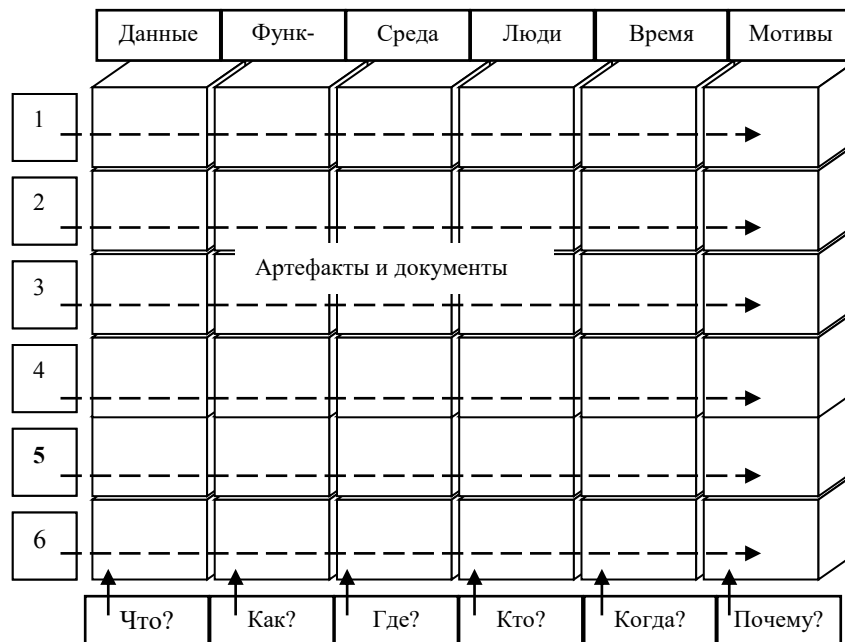 Данные Функ- Среда Люди Время Мотивы
1
2
Артефакты и документы
3
4
5
6
Что? Как? Где? Кто? Когда? Почему?